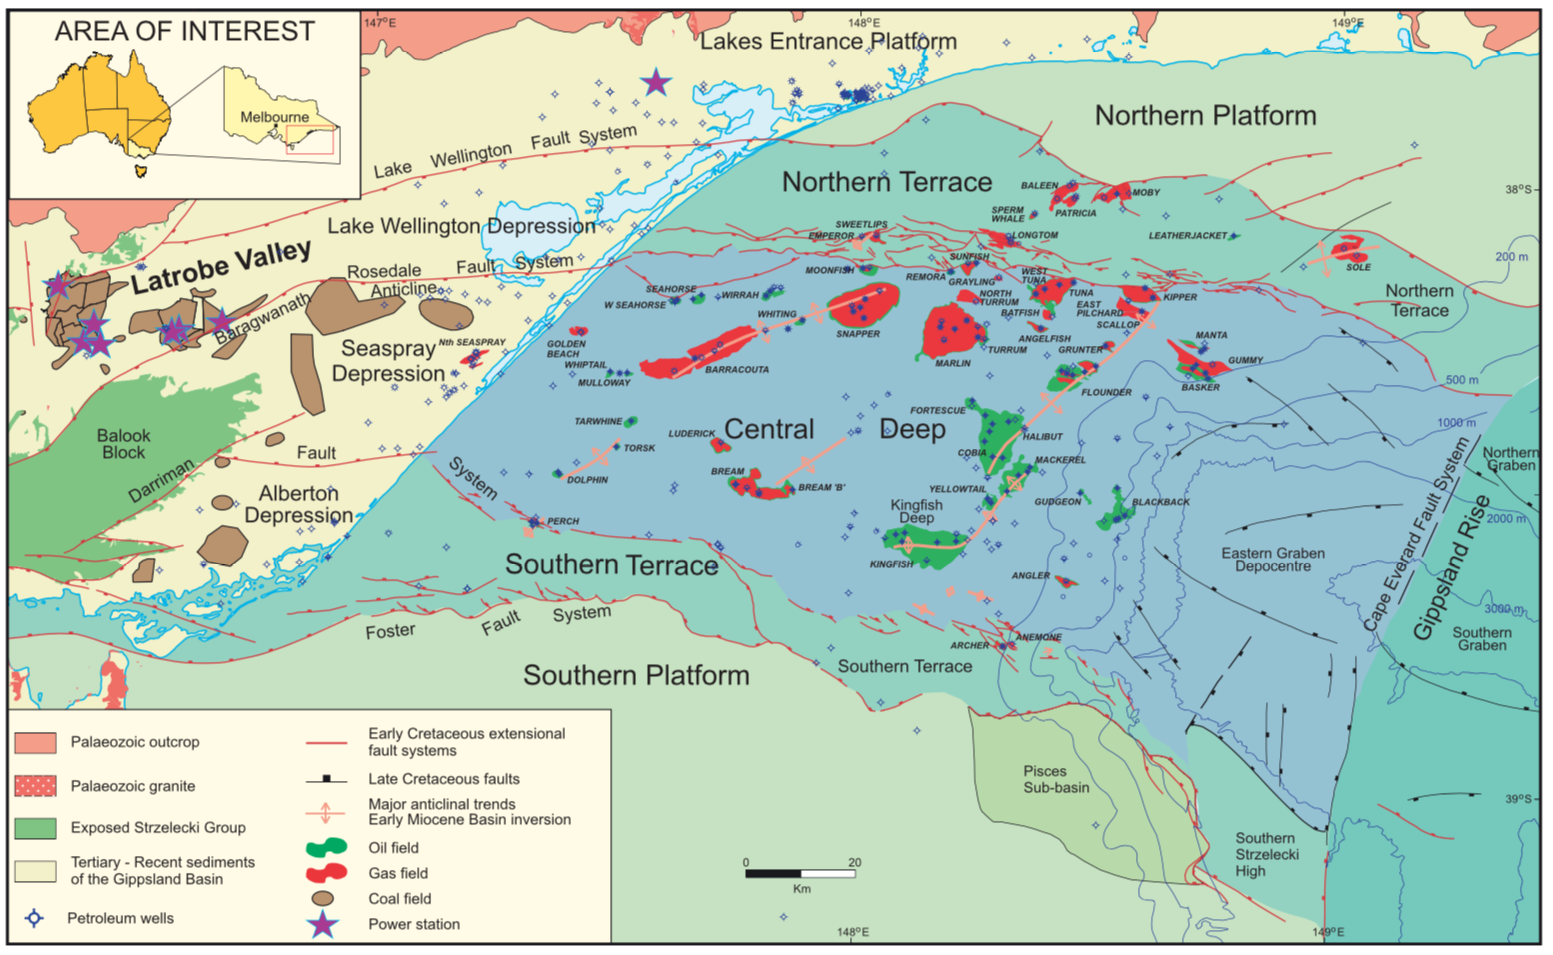 AREA OF INTEREST
Melbourne
147°E
148°E
149°E
Lakes Entrance Platform
Northern Platform
Lake Wellington Fault System
Northern Terrace
38°S
BALEEN
MOBY
PATRICIA
SPERM
WHALE
SWEETLIPS
EMPEROR
LONGTOM
LEATHERJACKET
SOLE
200 m
Lake Wellington Depression
Latrobe Valley
Rosedale Fault System
Anticline
Baragwanath
MOONFISH
SUNFISH
REMORA
GRAYLING
WEST
TUNA
TUNA
SEAHORSE
W SEAHORSE
WIRRAH
NORTH
TURRUM
BATFISH
EAST
PILCHARD
KIPPER
SCALLOP
Northern
Terrace
WHITING
SNAPPER
ANGELFISH
MANTA
Seaspray
Depression
Nth SEASPRAY
GOLDEN
BEACH
WHIPTAIL
MULLOWAY
BARRACOUTA
MARLIN
TURRUM
GRUNTER
GUMMY
BASKER
FLOUNDER
500 m
1000 m
Balook
Block
TARWHINE
TORSK
LUDERICK
Central Deep
FORTESCUE
HALIBUT
COBIA
MACKEREL
Darriman
Fault
System
DOLPHIN
BREAM
BREAM 'B'
YELLOWTAIL
GUDGEON
BLACKBACK
Northern
Graben
2000 m
Alberton
Depression
PERCH
Kingfish
Deep
KINGFISH
Eastern Graben
Depocentre
Cape Everard Fault System
Gippsland Rise
Southern Terrace
ANGLER
3000 m
Southern
Graben
Foster Fault System
ARCHER
ANEMONE
Southern Terrace
Southern Platform
Pisces
Sub-basin
39°S
Southern
Strzelecki
High
Palaeozoic outcrop
Palaeozoic granite
Exposed Strzelecki Group
Tertiary - Recent sediments
of the Gippsland Basin
Petroleum wells
Early Cretaceous extensional
fault systems
Late Cretaceous faults
Major anticlinal trends
Early Miocene Basin inversion
Oil field
Gas field
Coal field
Power station
0 20
Km
148°E
149°E